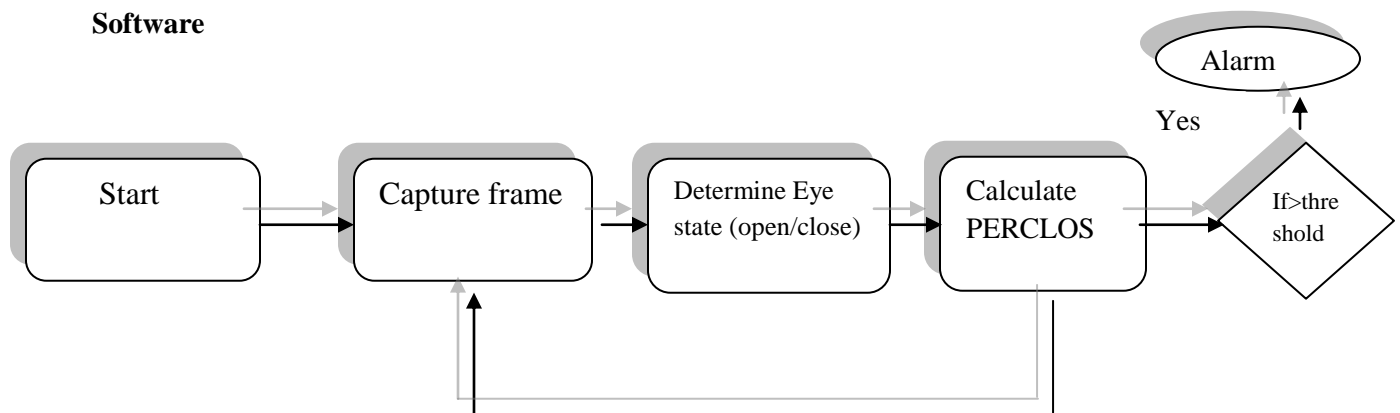 Software
Alarm
Yes
Start
Capture frame
Determine Eye
state (open/close)
Calculate
PERCLOS
If>thre
shold